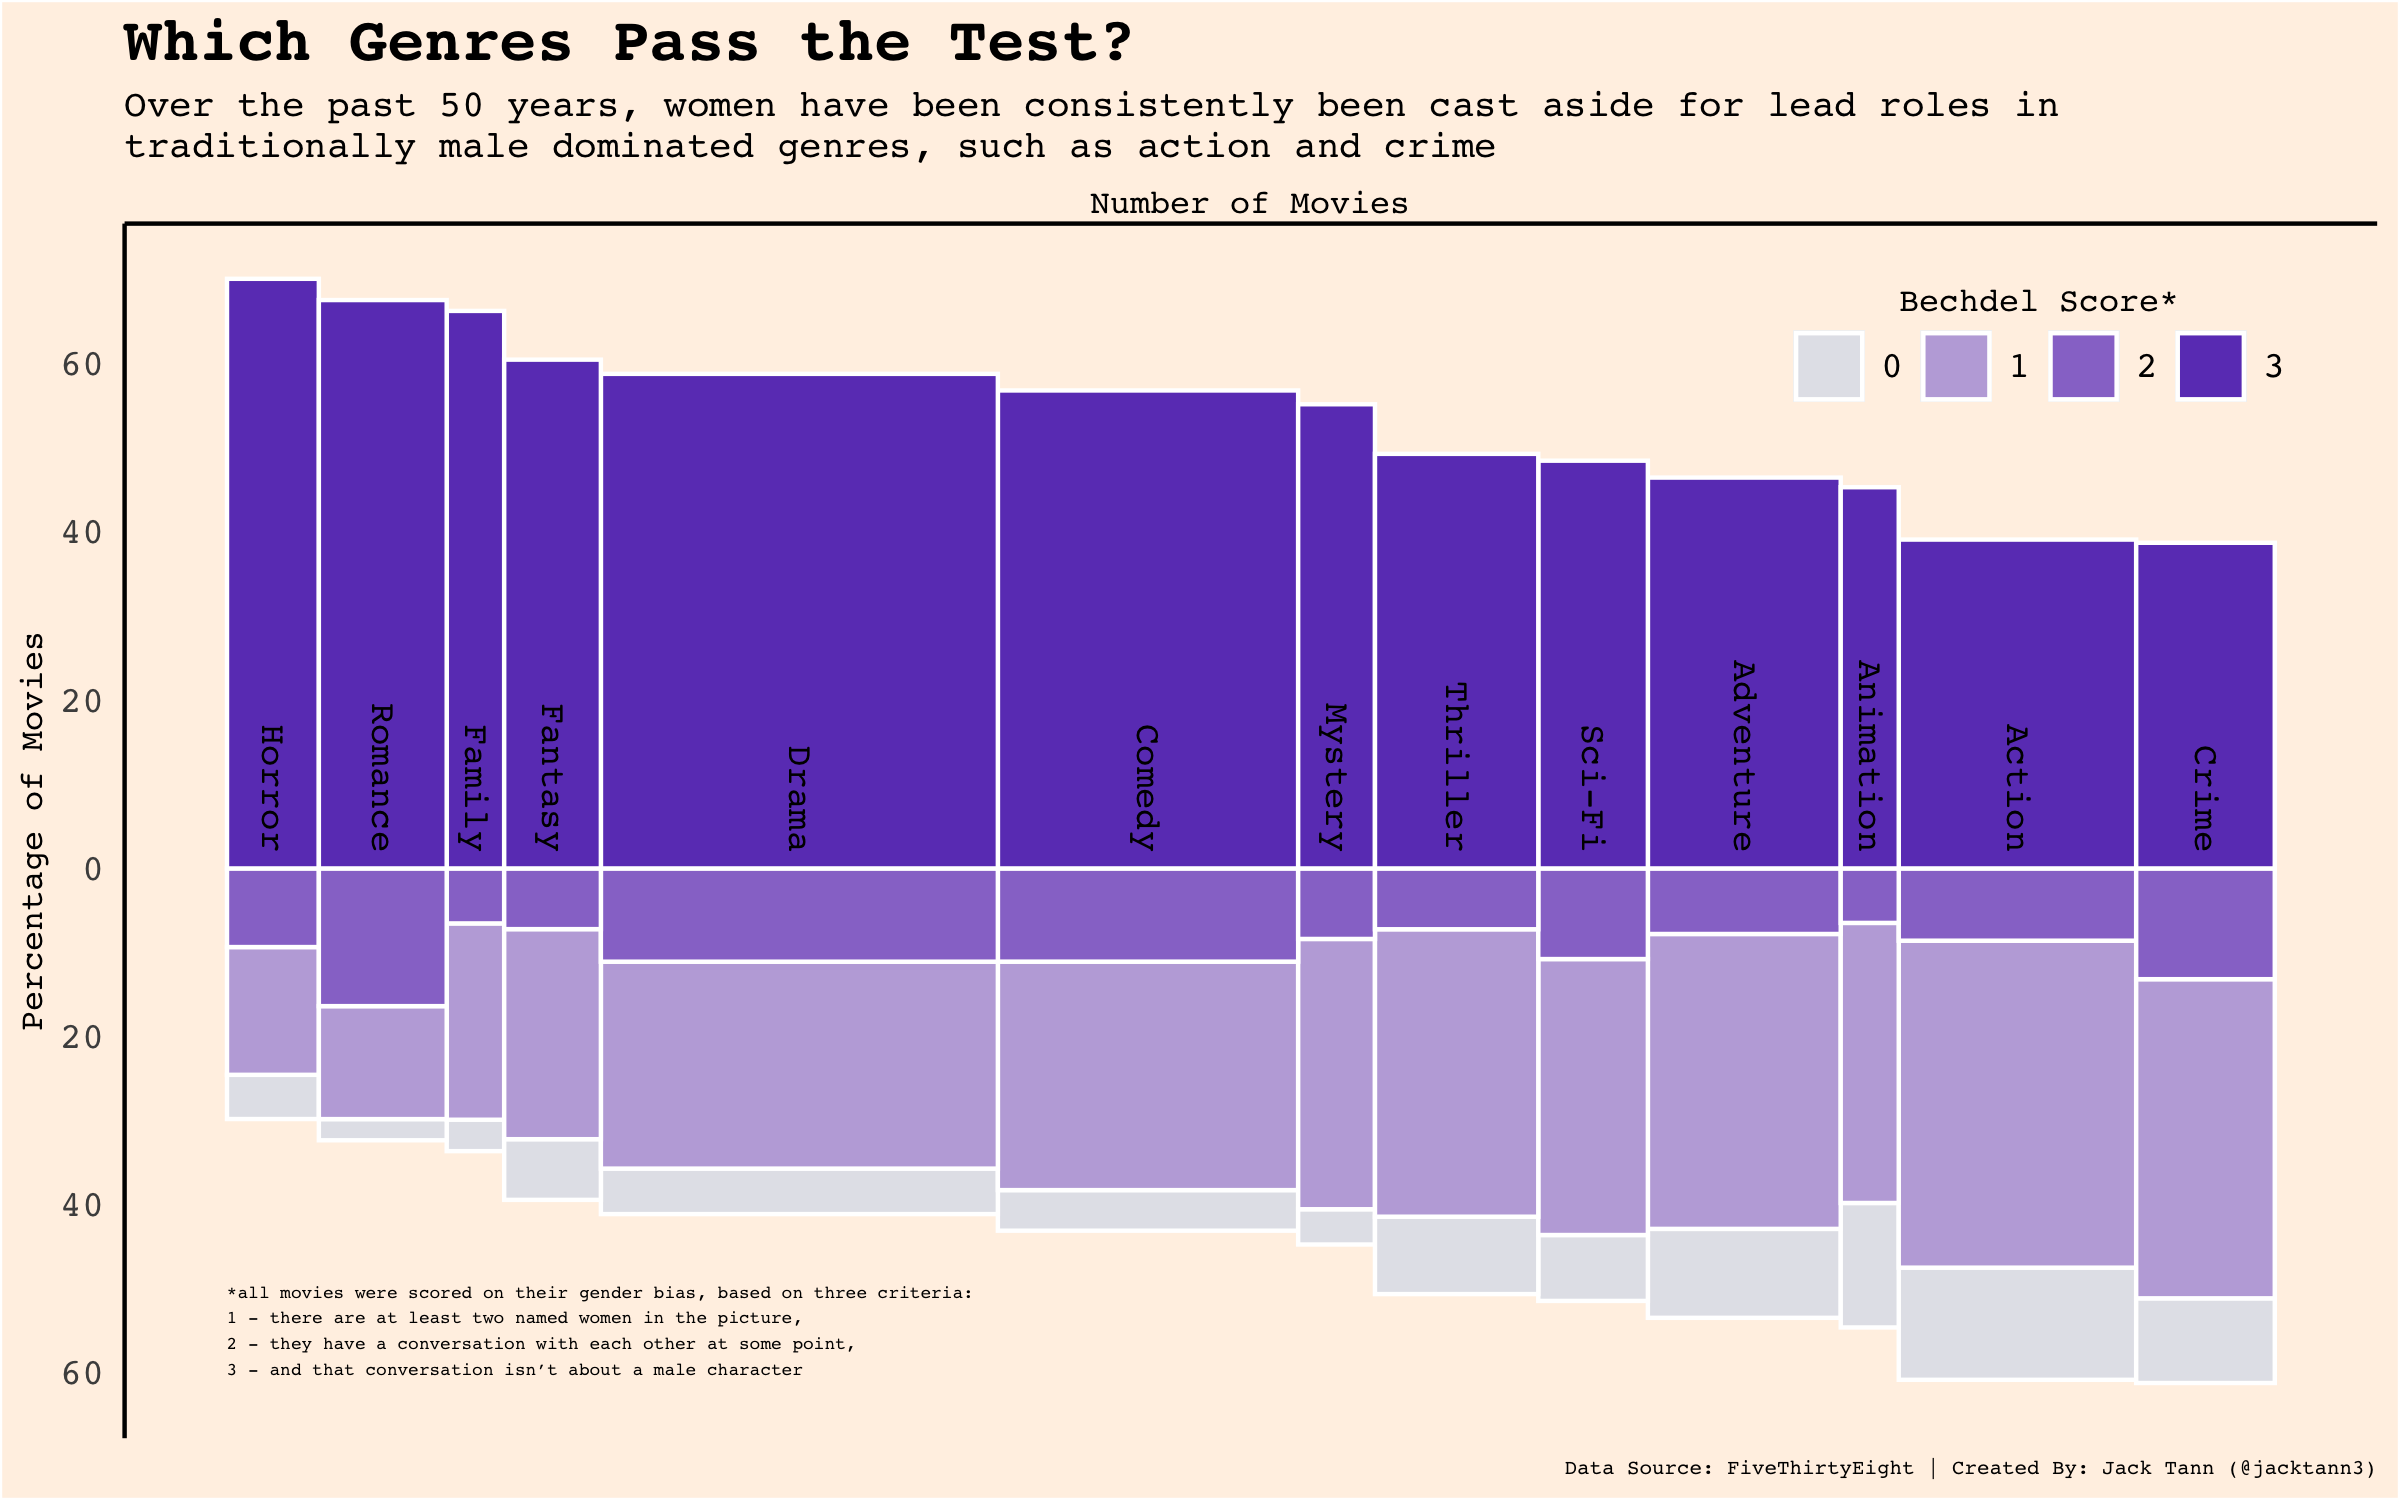 Which Genres Pass the Test?
Over the past 50 years, women have been consistently been cast aside for lead roles in
traditionally male dominated genres, such as action and crime
Number of Movies
Bechdel Score*
0 1 2 3
Percentage of Movies
60
40
20
0
20
40
60
Horror
Romance
Family
Fantasy
Drama
Comedy
Mystery
Thriller
Sci-Fi
Adventure
Animation
Action
Crime
*all movies were scored on their gender bias, based on three criteria:
1 - there are at least two named women in the picture,
2 - they have a conversation with each other at some point,
3 - and that conversation isn’t about a male character
Data Source: FiveThirtyEight | Created By: Jack Tann (@jacktann3)